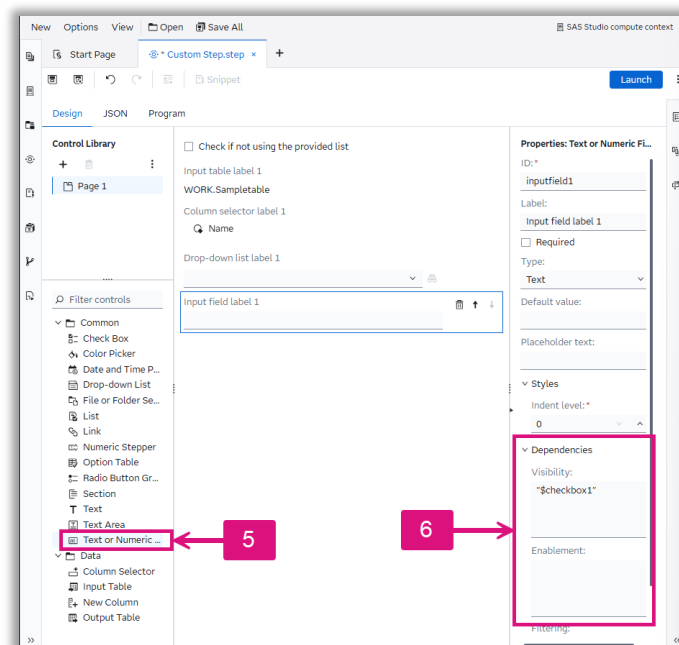 New Options View Open Save All SAS Studio compute context
Start Page * Custom Step.step × +
Snippet Launch
Design JSON Program
Control Library
+
Page 1
Filter controls
Common
Check Box
Color Picker
Date and Time P...
Drop-down List
File or Folder Se...
List
Link
Numeric Stepper
Option Table
Radio Button Gr...
Section
Text
Text Area
Text or Numeric ...
Data
Column Selector
Input Table
New Column
Output Table
5
Check if not using the provided list
Input table label 1
WORK.Sampletable
Column selector label 1
Name
Drop-down list label 1
Input field label 1
6
Properties: Text or Numeric Fi...
ID:*
inputfield1
Label:
Input field label 1
Required
Type:
Text
Default value:
Placeholder text:
Styles
Indent level:*
0
Dependencies
Visibility:
"$checkbox1"
Enablement:
Filtering: